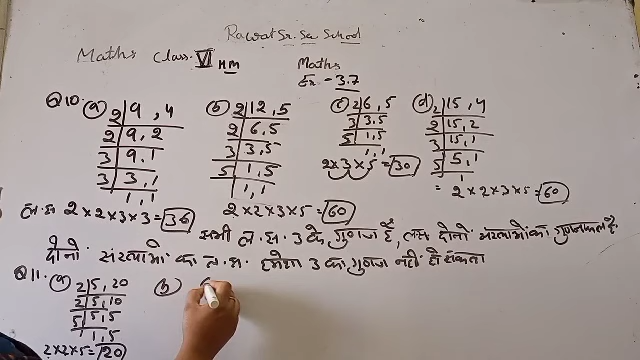 Rawat Sr. Sec School
Maths Class VI HM
Maths
Ex - 3.7
Q10. (a) 2|9, 4
2|9, 2
3|9, 1
3|3, 1
1, 1
ल.स 2×2×3×3 = 36
(b) 2|12, 5
2|6, 5
3|3, 5
5|1, 5
1, 1
2×2×3×5 = 60
(c) 2|6, 5
3|3, 5
5|1, 5
1, 1
2×3×5 = 30
(d) 2|15, 4
2|15, 2
3|15, 1
5|5, 1
1
= 2×2×3×5 = 60
सभी ल.स. 3 के गुणज है, दोनो संख्याओं का गुणनफल है
दोनो संख्याओ का ल.स. हमेशा 3 का गुणज नही हो सकता
Q11. (a) 2|5, 20
2|5, 10
5|5, 5
1, 5
2×2×5 = 20
(b)